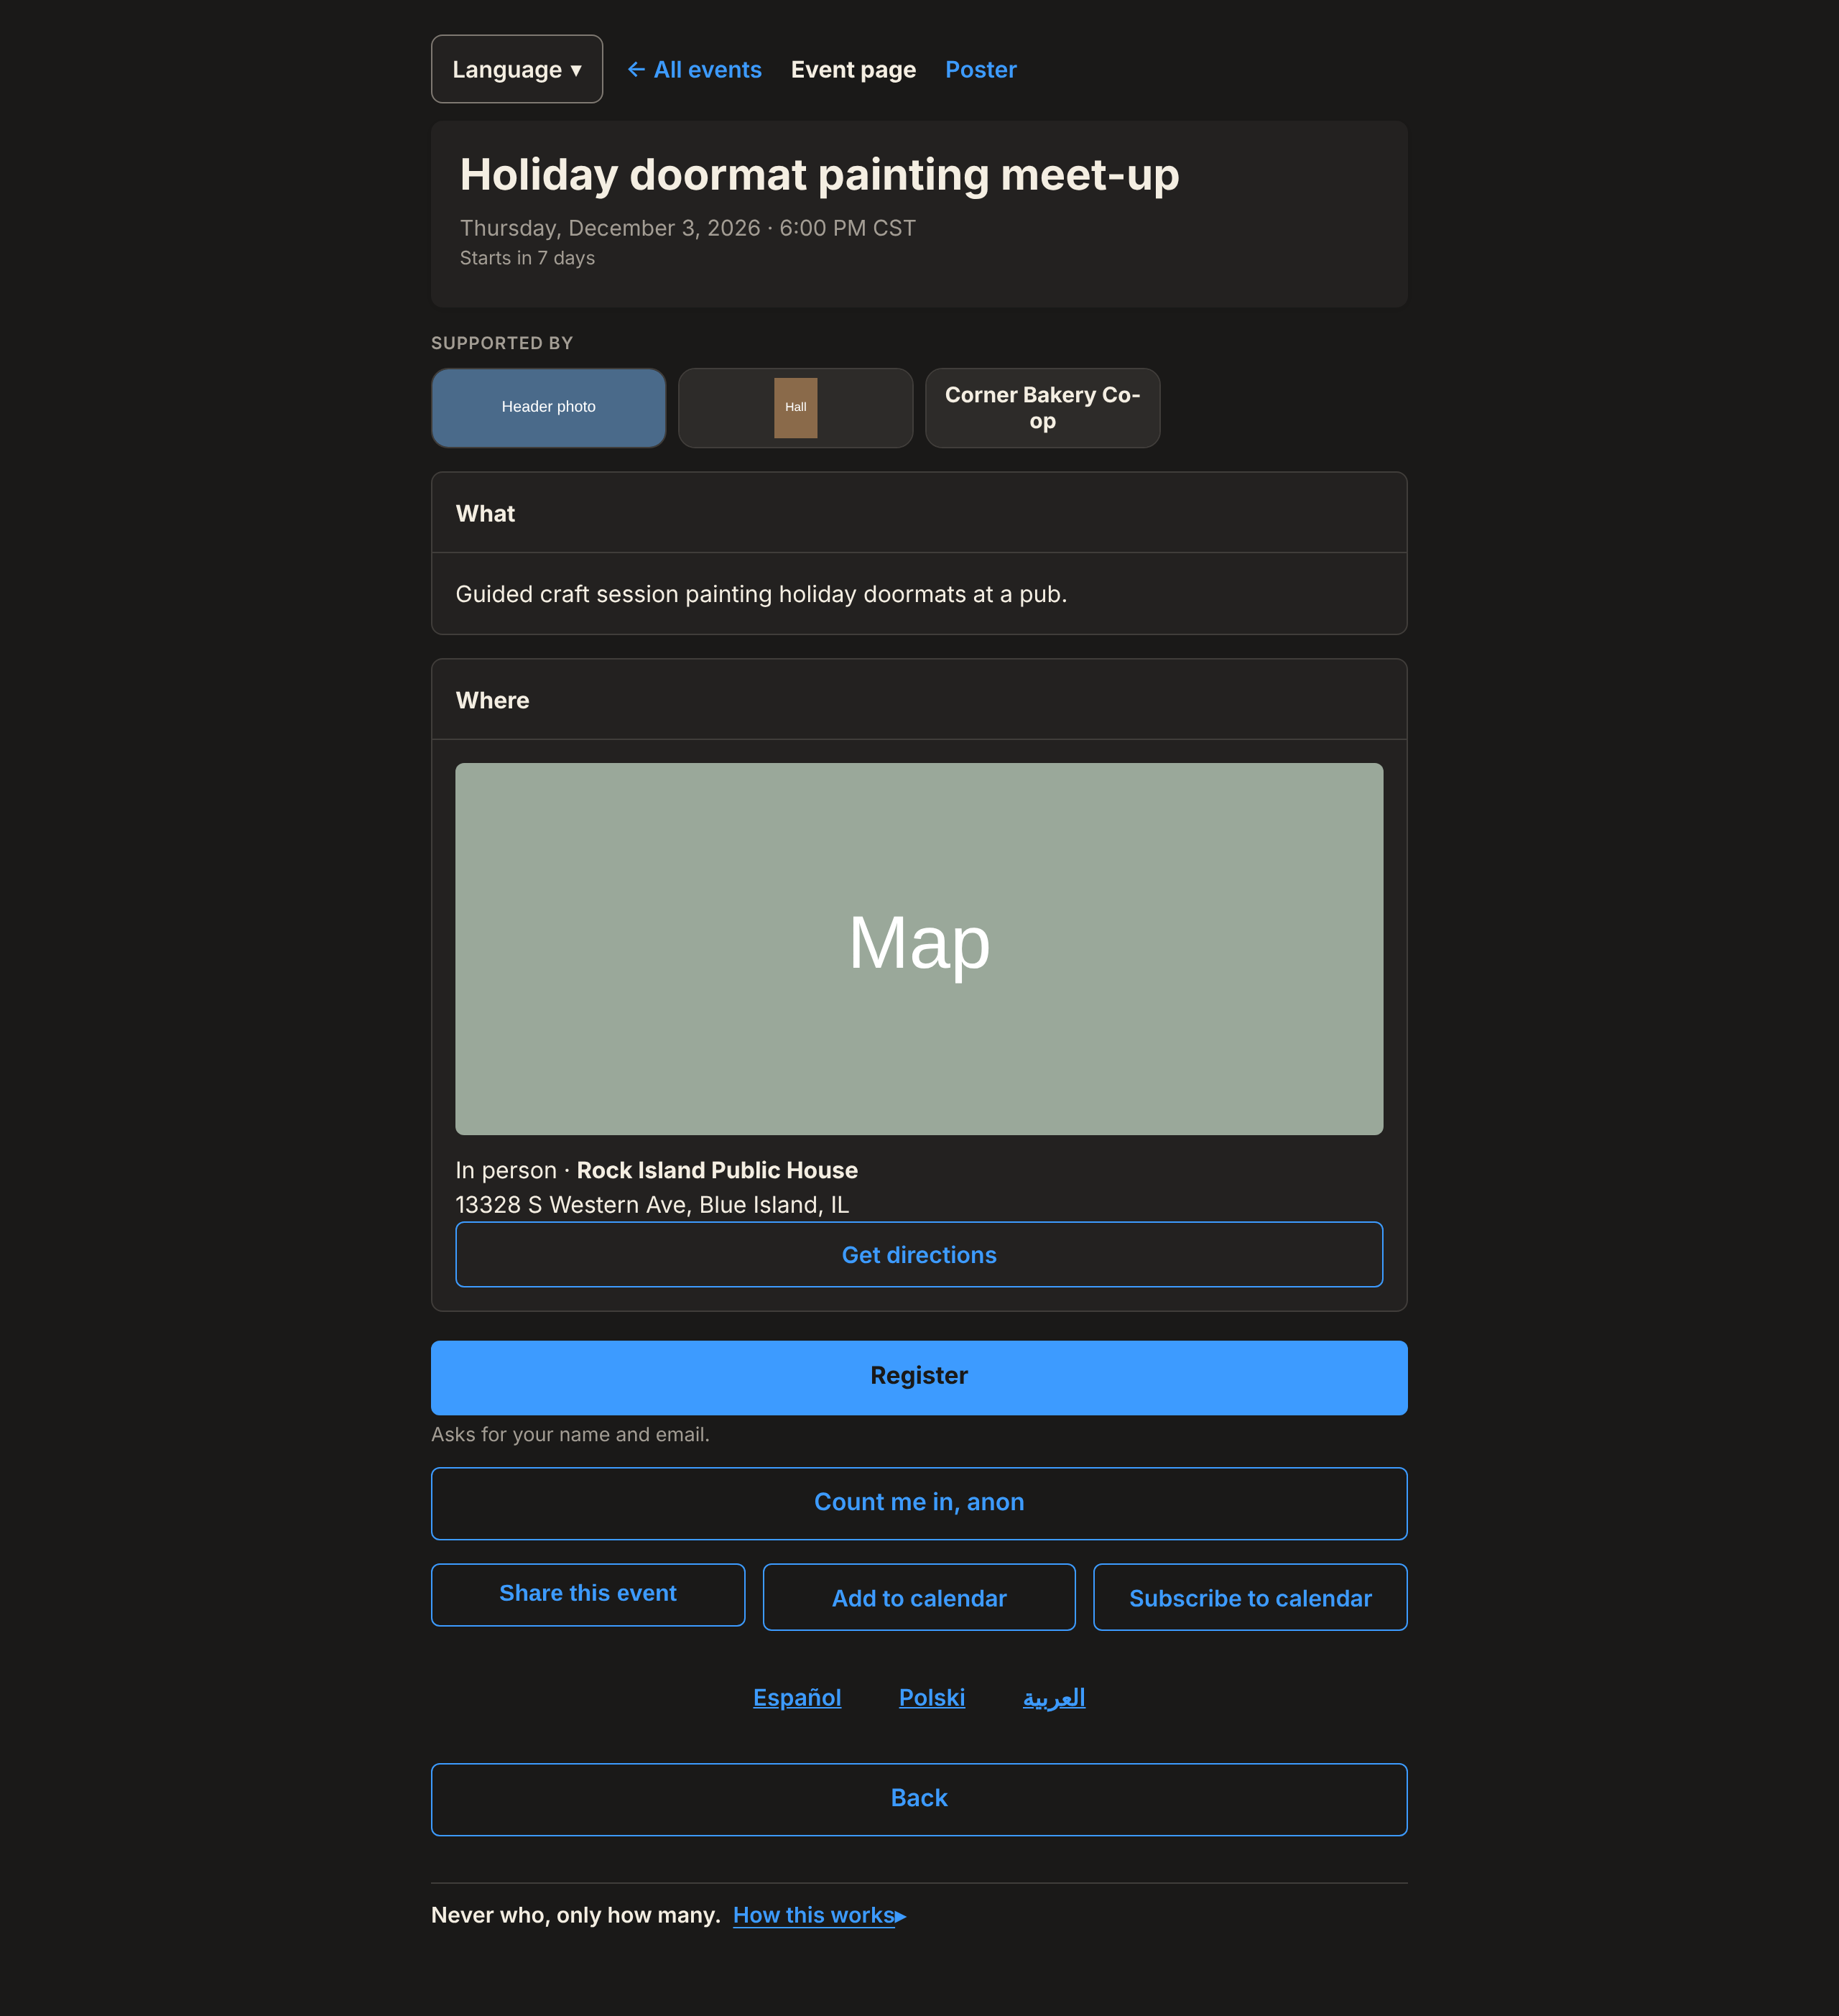 Language ▾
← All events
Event page
Poster
Holiday doormat painting meet-up
Thursday, December 3, 2026 · 6:00 PM CST
Starts in 7 days
SUPPORTED BY
Header photo
Hall
Corner Bakery Co-
op
What
Guided craft session painting holiday doormats at a pub.
Where
Map
In person · Rock Island Public House
13328 S Western Ave, Blue Island, IL
Get directions
Register
Asks for your name and email.
Count me in, anon
Share this event
Add to calendar
Subscribe to calendar
Español
Polski
العربية
Back
Never who, only how many. How this works▸